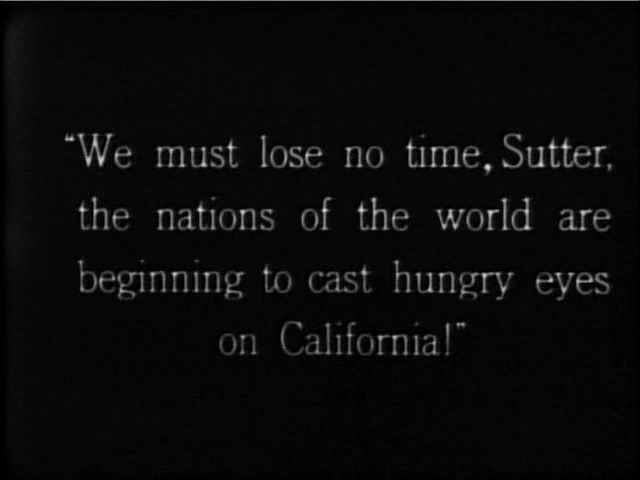 “We must lose no time, Sutter,
the nations of the world are
beginning to cast hungry eyes
on California!”